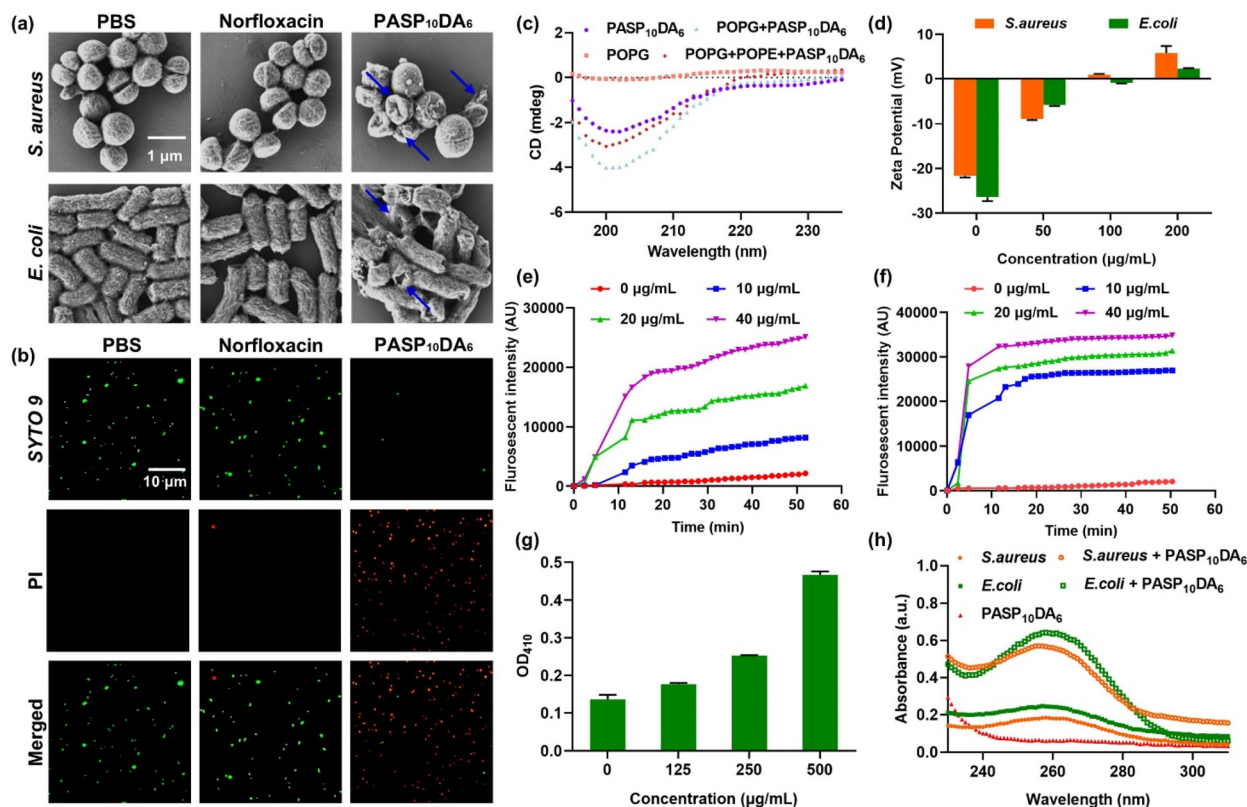 (a)
PBS
Norfloxacin
PASP₁₀DA₆
S. aureus
1 μm
E. coli
(b)
PBS
Norfloxacin
PASP₁₀DA₆
SYTO 9
10 μm
PI
Merged
(c)
PASP₁₀DA₆
POPG+PASP₁₀DA₆
POPG
POPG+POPE+PASP₁₀DA₆
CD (mdeg)
2
0
-2
-4
-6
200
210
220
230
Wavelength (nm)
(d)
S.aureus
E.coli
Zeta Potential (mV)
20
10
0
-10
-20
-30
0
50
100
200
Concentration (μg/mL)
(e)
0 μg/mL
10 μg/mL
20 μg/mL
40 μg/mL
Flurosescent intensity (AU)
30000
20000
10000
0
0
10
20
30
40
50
60
Time (min)
(f)
0 μg/mL
10 μg/mL
20 μg/mL
40 μg/mL
Flurosescent intensity (AU)
40000
30000
20000
10000
0
0
10
20
30
40
50
60
Time (min)
(g)
OD₄₁₀
0.5
0.4
0.3
0.2
0.1
0.0
0
125
250
500
Concentration (μg/mL)
(h)
S.aureus
S.aureus + PASP₁₀DA₆
E.coli
E.coli + PASP₁₀DA₆
PASP₁₀DA₆
Absorbance (a.u.)
1.0
0.8
0.6
0.4
0.2
0.0
240
260
280
300
Wavelength (nm)